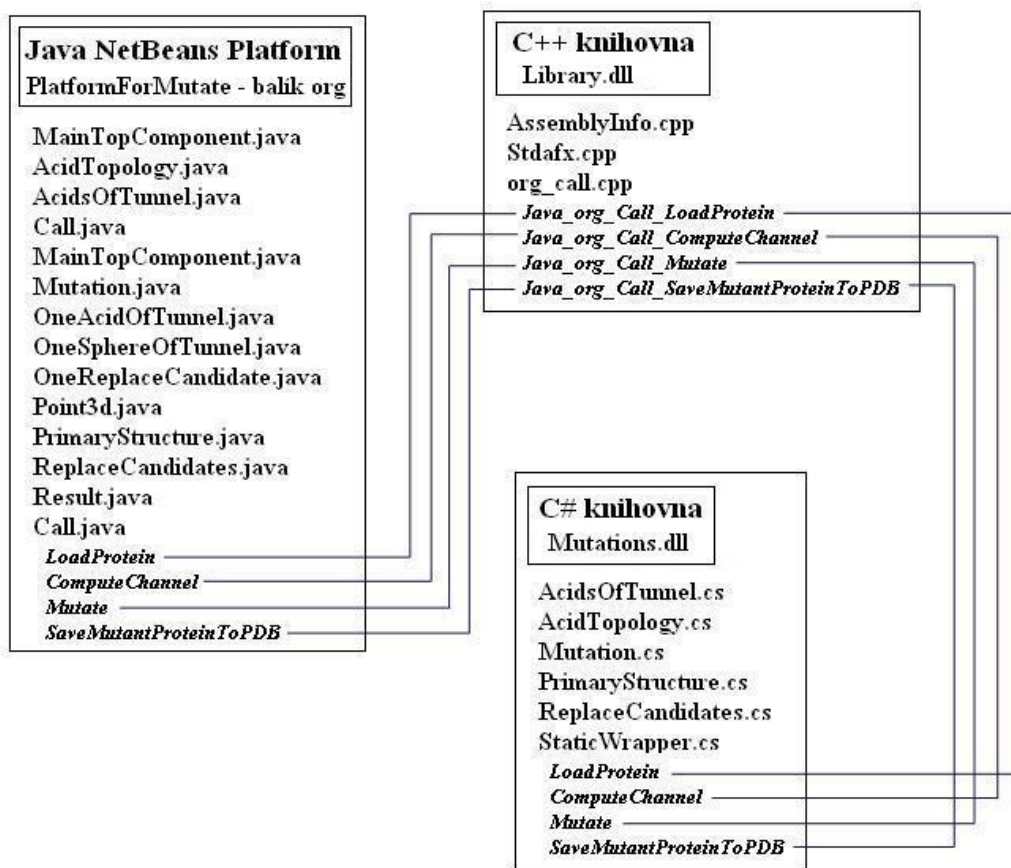 Java NetBeans Platform
PlatformForMutate - balik org
MainTopComponent.java
AcidTopology.java
AcidsOfTunnel.java
Call.java
MainTopComponent.java
Mutation.java
OneAcidOfTunnel.java
OneSphereOfTunnel.java
OneReplaceCandidate.java
Point3d.java
PrimaryStructure.java
ReplaceCandidates.java
Result.java
Call.java
LoadProtein
ComputeChannel
Mutate
SaveMutantProteinToPDB
C++ knihovna
Library.dll
AssemblyInfo.cpp
Stdafx.cpp
org_call.cpp
Java_org_Call_LoadProtein
Java_org_Call_ComputeChannel
Java_org_Call_Mutate
Java_org_Call_SaveMutantProteinToPDB
C# knihovna
Mutations.dll
AcidsOfTunnel.cs
AcidTopology.cs
Mutation.cs
PrimaryStructure.cs
ReplaceCandidates.cs
StaticWrapper.cs
LoadProtein
ComputeChannel
Mutate
SaveMutantProteinToPDB